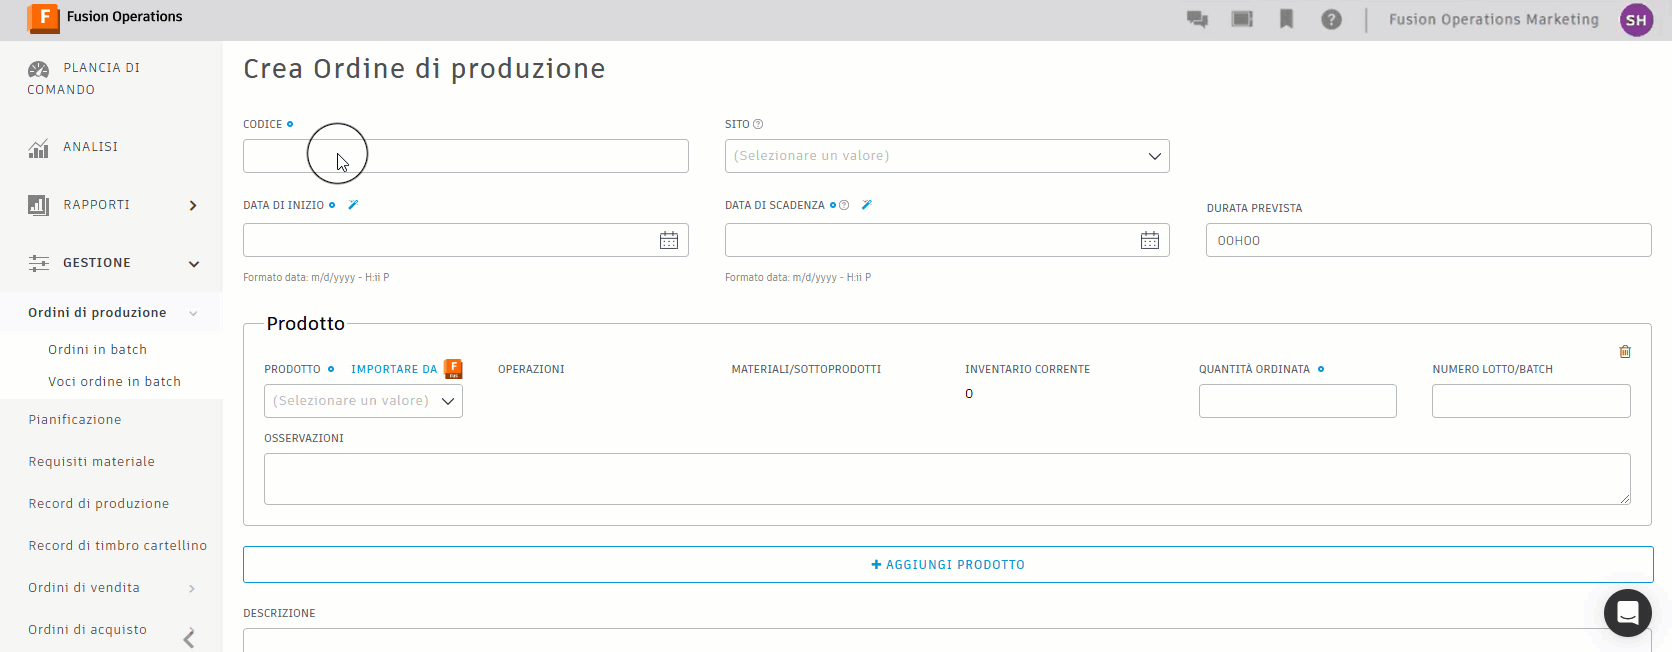 F Fusion Operations
Fusion Operations Marketing SH
PLANCIA DI
COMANDO
ANALISI
RAPPORTI
GESTIONE
Ordini di produzione
Ordini in batch
Voci ordine in batch
Pianificazione
Requisiti materiale
Record di produzione
Record di timbro cartellino
Ordini di vendita
Ordini di acquisto
Crea Ordine di produzione
CODICE
SITO ?
(Selezionare un valore)
DATA DI INIZIO
DATA DI SCADENZA ?
DURATA PREVISTA
00H00
Formato data: m/d/yyyy - H:ii P
Formato data: m/d/yyyy - H:ii P
Prodotto
PRODOTTO IMPORTARE DA F FUS
OPERAZIONI
MATERIALI/SOTTOPRODOTTI
INVENTARIO CORRENTE
QUANTITÀ ORDINATA
NUMERO LOTTO/BATCH
(Selezionare un valore)
0
OSSERVAZIONI
+ AGGIUNGI PRODOTTO
DESCRIZIONE